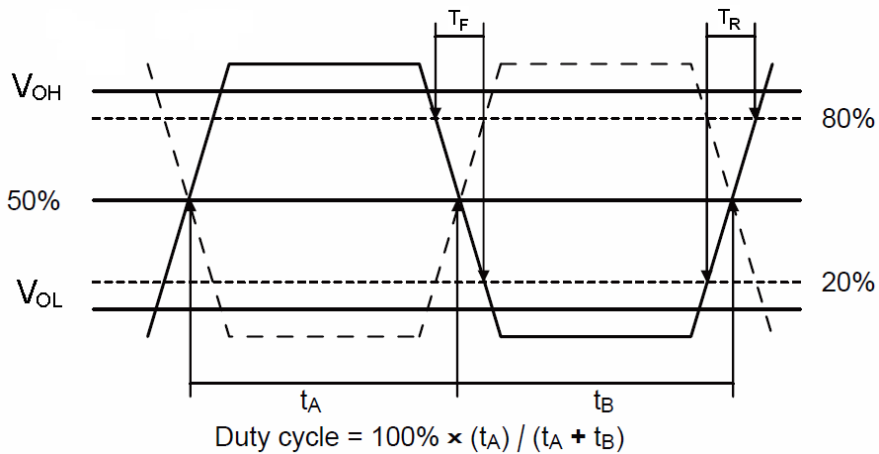 T_F T_R
V_OH
80%
50%
V_OL 20%
t_A t_B
Duty cycle = 100% × (t_A) / (t_A + t_B)